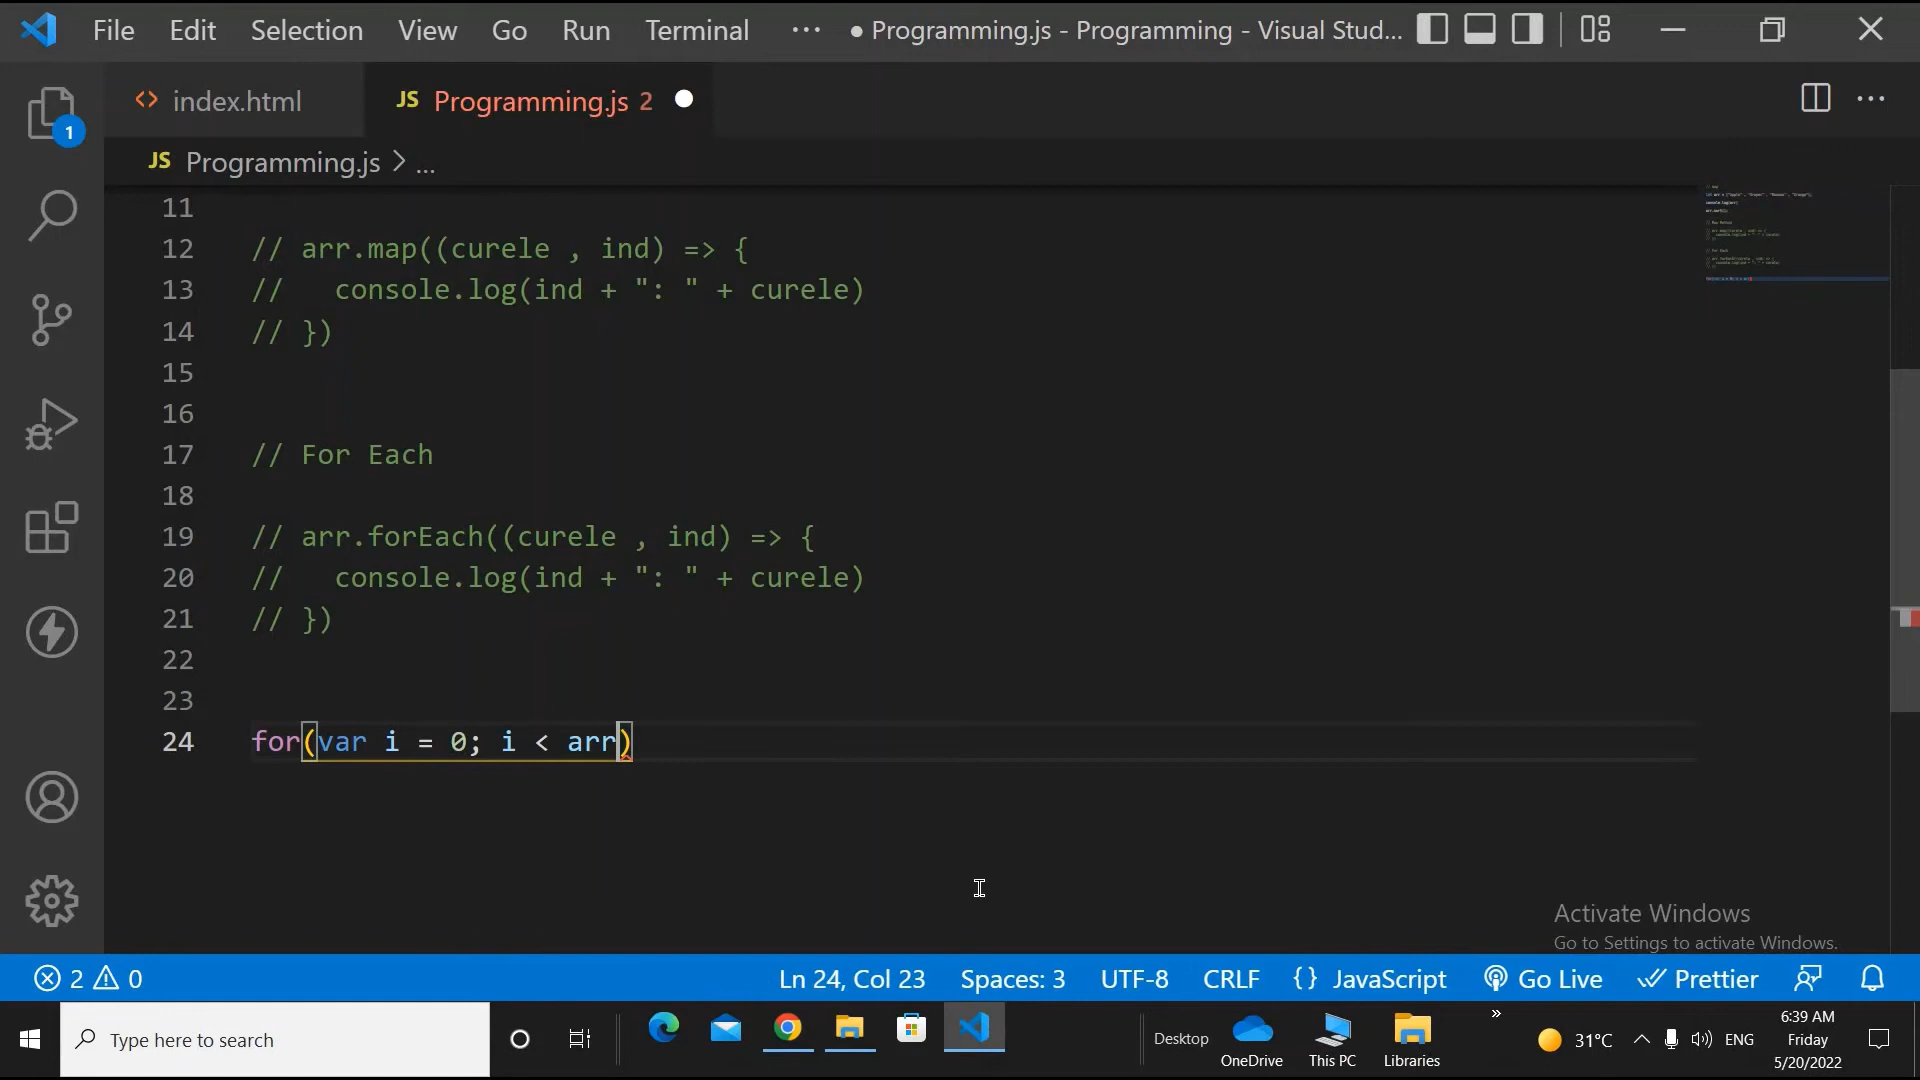 File Edit Selection View Go Run Terminal ··· ● Programming.js - Programming - Visual Stud...
<> index.html JS Programming.js 2
1
JS Programming.js > ...
11
12 // arr.map((curele , ind) => {
13 //   console.log(ind + ": " + curele)
14 // })
15
16
17 // For Each
18
19 // arr.forEach((curele , ind) => {
20 //   console.log(ind + ": " + curele)
21 // })
22
23
24 for(var i = 0; i < arr)
Activate Windows
Go to Settings to activate Windows.
2 0 Ln 24, Col 23 Spaces: 3 UTF-8 CRLF {} JavaScript Go Live Prettier
Type here to search Desktop OneDrive This PC Libraries » 31°C ENG
6:39 AM
Friday
5/20/2022